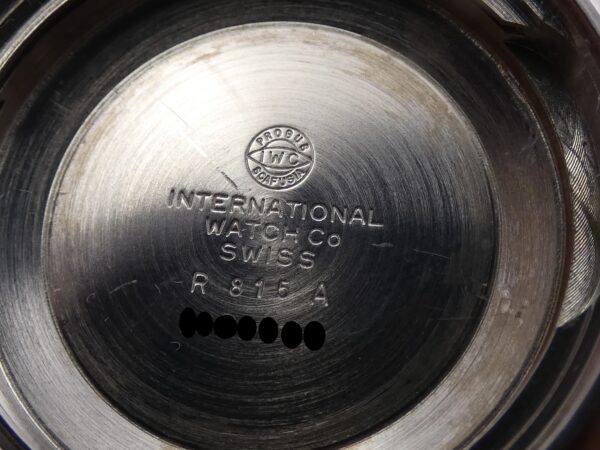 PROBUS
IWC
SCAFUSIA
INTERNATIONAL
WATCH Co
SWISS
R 815 A